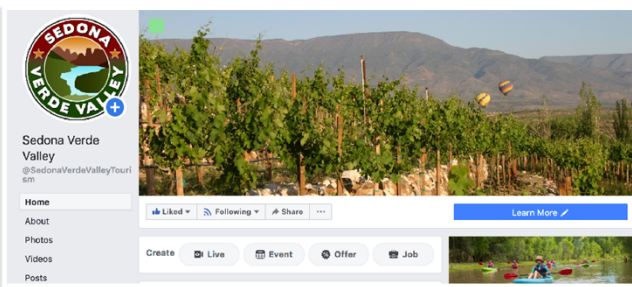 SEDONA
VERDE VALLEY
Sedona Verde
Valley
@SedonaVerdeValleyTouri
sm
Home
About
Photos
Videos
Posts
Liked
Following
Share
Learn More
Create
Live
Event
Offer
Job